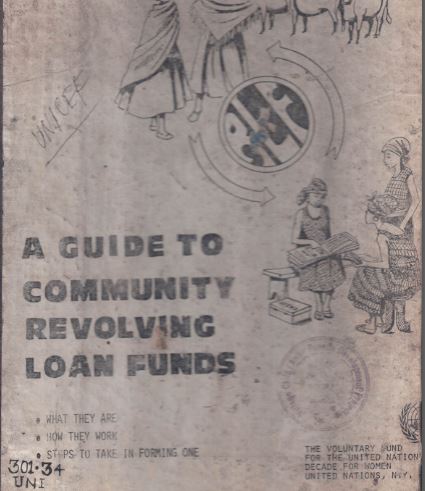 UNICEF
A GUIDE TO
COMMUNITY
REVOLVING
LOAN FUNDS
• WHAT THEY ARE
• HOW THEY WORK
• STEPS TO TAKE IN FORMING ONE
301.34
UNI
THE VOLUNTARY FUND
FOR THE UNITED NATION
DECADE FOR WOMEN
UNITED NATIONS, N.Y.